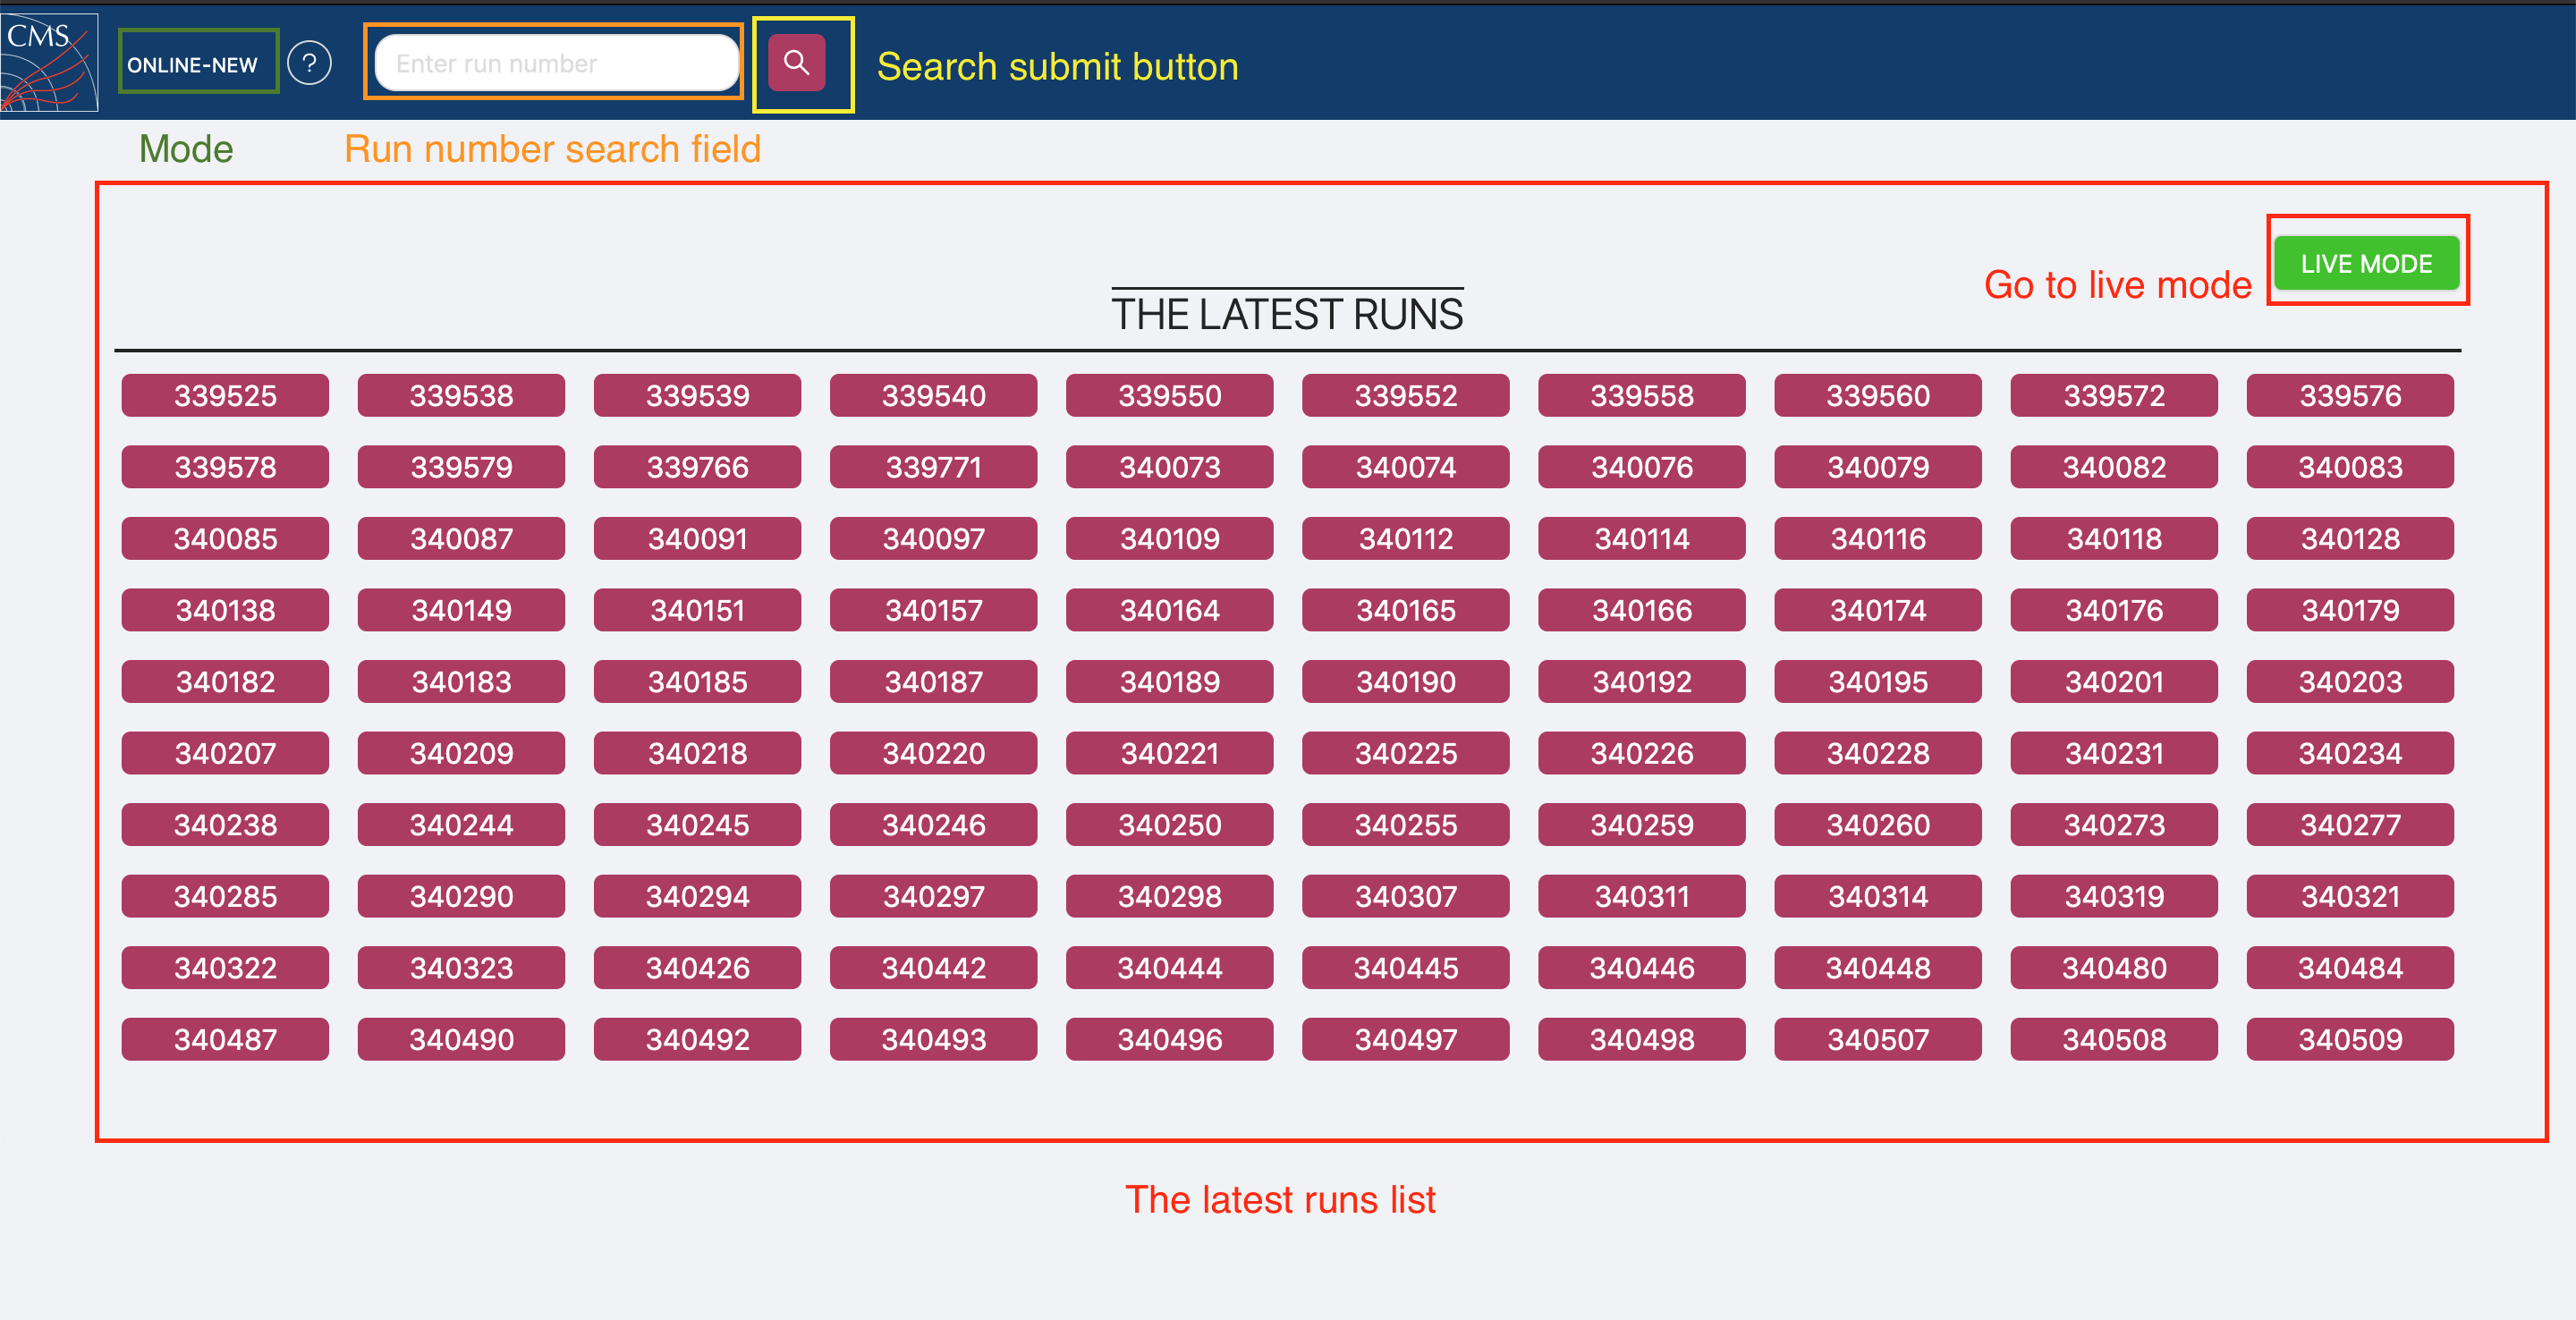 CMS
ONLINE-NEW ? Enter run number Search submit button
Mode Run number search field
LIVE MODE
Go to live mode
THE LATEST RUNS
339525 339538 339539 339540 339550 339552 339558 339560 339572 339576
339578 339579 339766 339771 340073 340074 340076 340079 340082 340083
340085 340087 340091 340097 340109 340112 340114 340116 340118 340128
340138 340149 340151 340157 340164 340165 340166 340174 340176 340179
340182 340183 340185 340187 340189 340190 340192 340195 340201 340203
340207 340209 340218 340220 340221 340225 340226 340228 340231 340234
340238 340244 340245 340246 340250 340255 340259 340260 340273 340277
340285 340290 340294 340297 340298 340307 340311 340314 340319 340321
340322 340323 340426 340442 340444 340445 340446 340448 340480 340484
340487 340490 340492 340493 340496 340497 340498 340507 340508 340509
The latest runs list